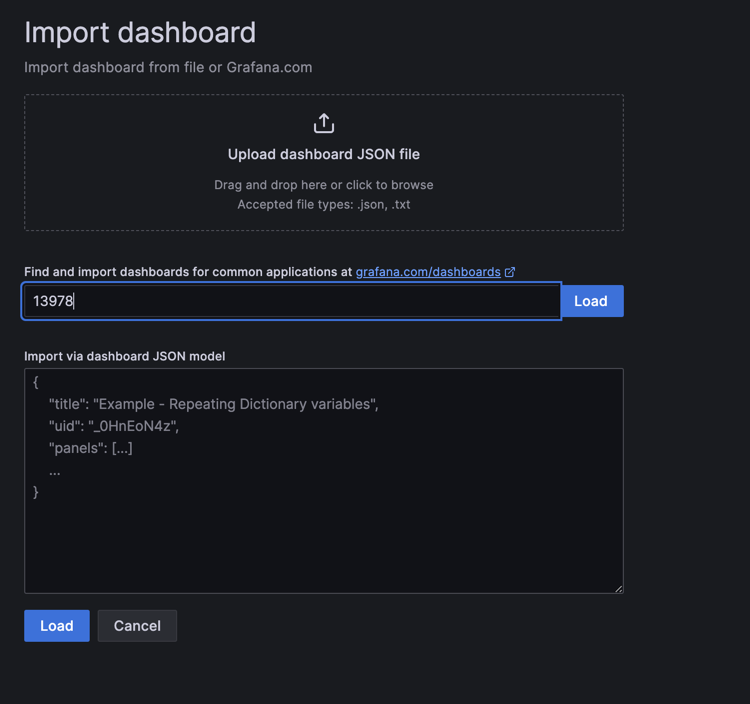 Import dashboard
Import dashboard from file or Grafana.com
Upload dashboard JSON file
Drag and drop here or click to browse
Accepted file types: .json, .txt
Find and import dashboards for common applications at grafana.com/dashboards
13978
Load
Import via dashboard JSON model
{
"title": "Example - Repeating Dictionary variables",
"uid": "_0HnEoN4z",
"panels": [...]
...
}
Load
Cancel